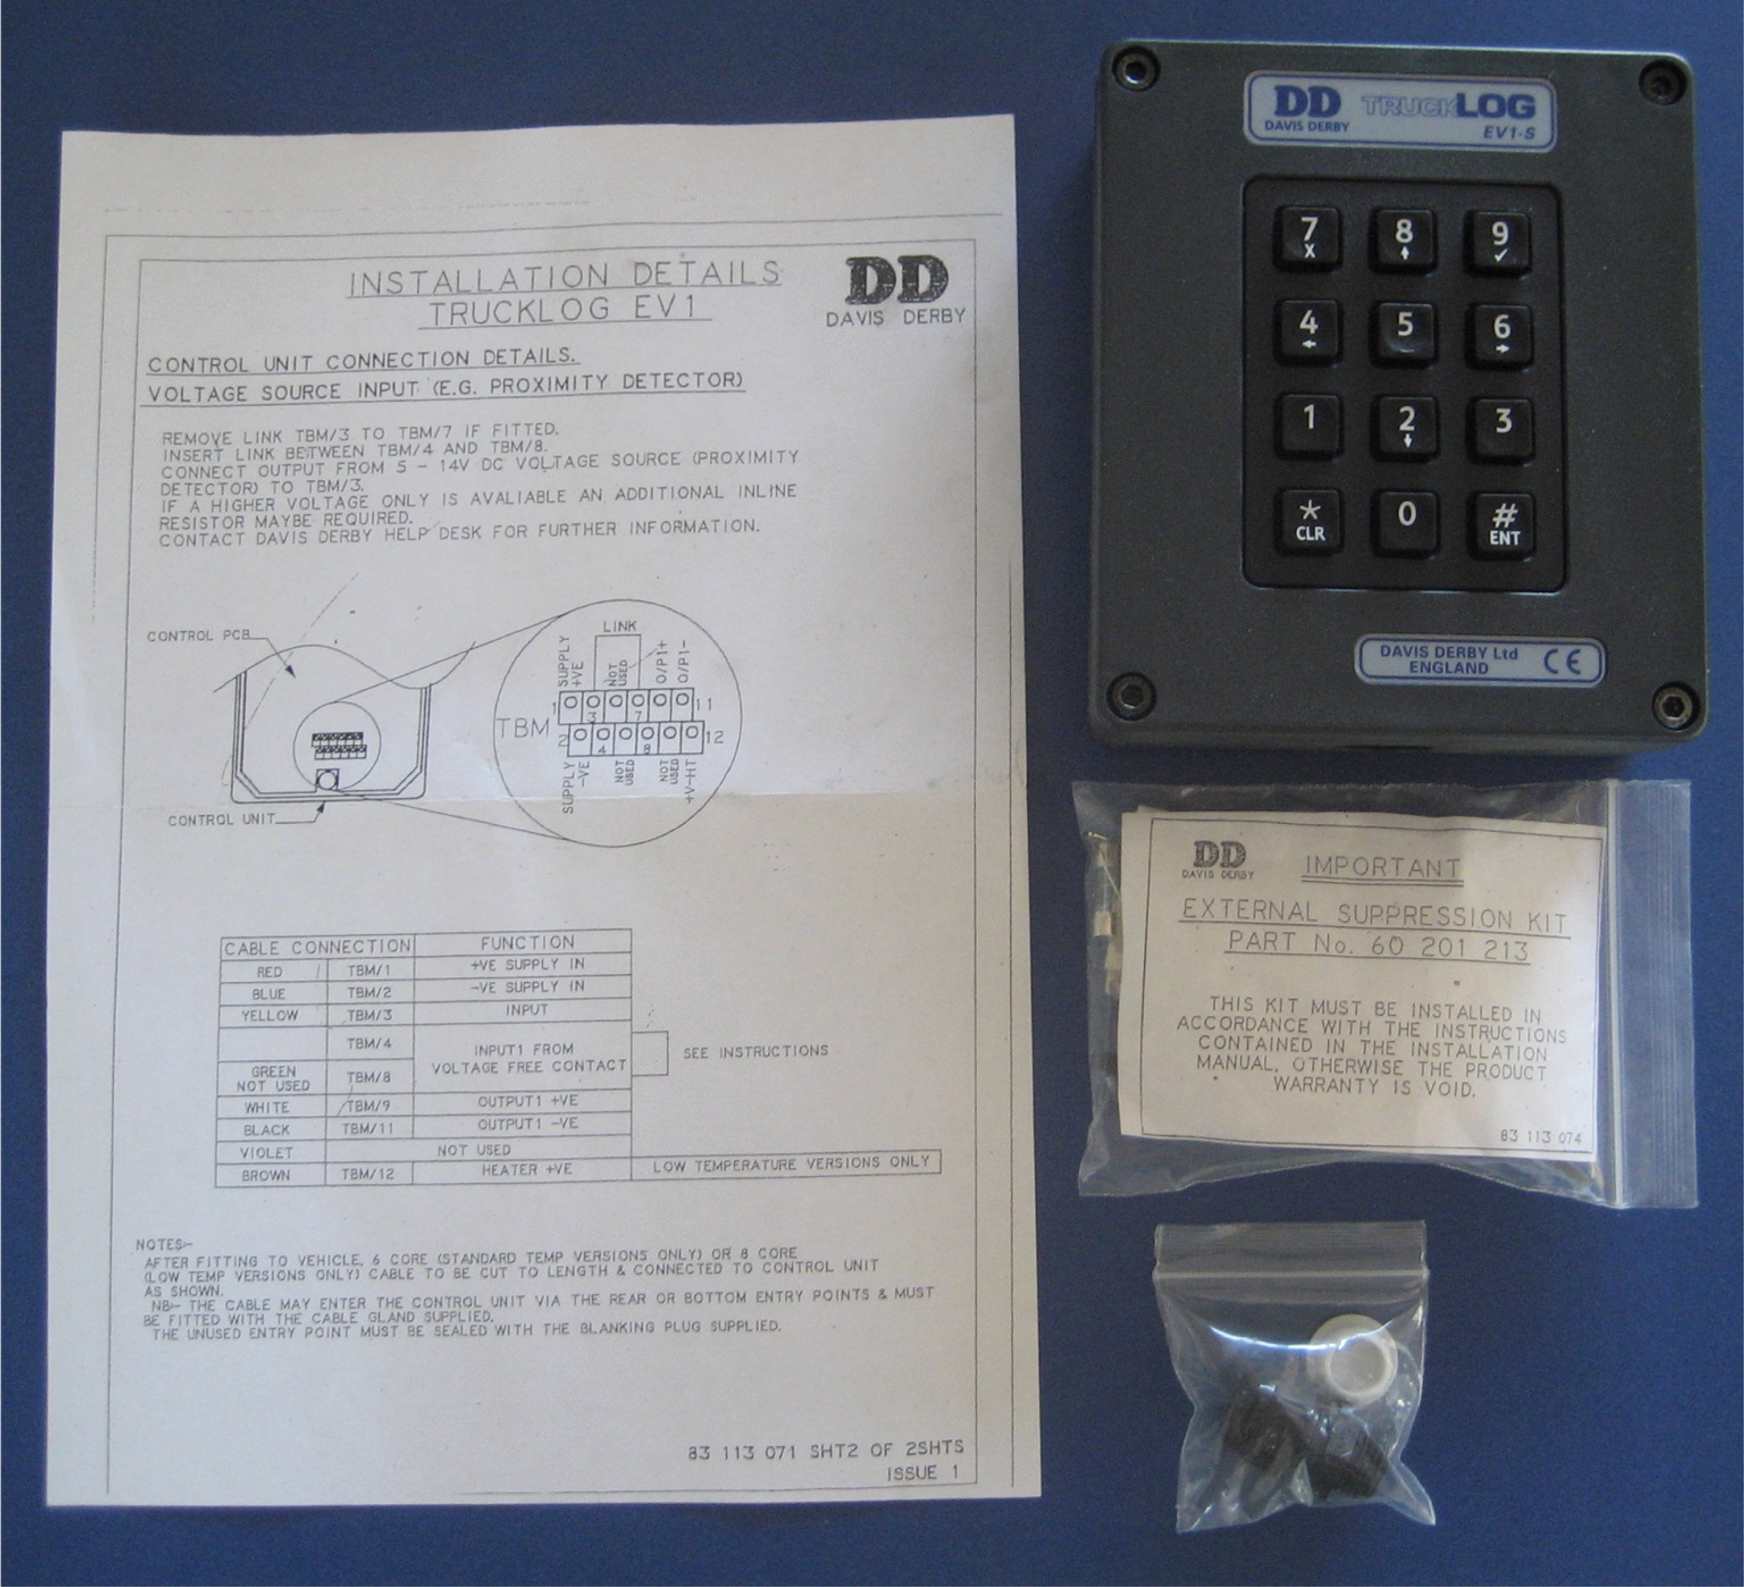 INSTALLATION DETAILS
TRUCKLOG EV1
DD
DAVIS DERBY
CONTROL UNIT CONNECTION DETAILS.
VOLTAGE SOURCE INPUT (E.G. PROXIMITY DETECTOR)
REMOVE LINK TBM/3 TO TBM/7 IF FITTED.
INSERT LINK BETWEEN TBM/4 AND TBM/8.
CONNECT OUTPUT FROM 5 - 14V DC VOLTAGE SOURCE (PROXIMITY
DETECTOR) TO TBM/3.
IF A HIGHER VOLTAGE ONLY IS AVALIABLE AN ADDITIONAL INLINE
RESISTOR MAYBE REQUIRED.
CONTACT DAVIS DERBY HELP DESK FOR FURTHER INFORMATION.
CONTROL PCB
CONTROL UNIT
LINK
SUPPLY
+VE
NOT
USED
O/P1+
O/P1-
1 3 7 11
TBM
2 4 8 12
SUPPLY
-VE
NOT
USED
NOT
USED
+V-HT
CABLE CONNECTION FUNCTION
RED TBM/1 +VE SUPPLY IN
BLUE TBM/2 -VE SUPPLY IN
YELLOW TBM/3 INPUT
TBM/4
INPUT1 FROM
VOLTAGE FREE CONTACT
SEE INSTRUCTIONS
GREEN
NOT USED
TBM/8
WHITE TBM/9 OUTPUT1 +VE
BLACK TBM/11 OUTPUT1 -VE
VIOLET NOT USED
BROWN TBM/12 HEATER +VE LOW TEMPERATURE VERSIONS ONLY
NOTES:-
AFTER FITTING TO VEHICLE, 6 CORE (STANDARD TEMP VERSIONS ONLY) OR 8 CORE
(LOW TEMP VERSIONS ONLY) CABLE TO BE CUT TO LENGTH & CONNECTED TO CONTROL UNIT
AS SHOWN.
NB:- THE CABLE MAY ENTER THE CONTROL UNIT VIA THE REAR OR BOTTOM ENTRY POINTS & MUST
BE FITTED WITH THE CABLE GLAND SUPPLIED.
THE UNUSED ENTRY POINT MUST BE SEALED WITH THE BLANKING PLUG SUPPLIED.
83 113 071 SHT2 OF 2SHTS
ISSUE 1
DD TRUCKLOG
DAVIS DERBY EV1-S
7 8 9
X ↑ ✓
4 5 6
← →
1 2 3
↓
* 0 #
CLR ENT
DAVIS DERBY Ltd
ENGLAND
CE
DD
DAVIS DERBY
IMPORTANT
EXTERNAL SUPPRESSION KIT
PART No. 60 201 213
THIS KIT MUST BE INSTALLED IN
ACCORDANCE WITH THE INSTRUCTIONS
CONTAINED IN THE INSTALLATION
MANUAL, OTHERWISE THE PRODUCT
WARRANTY IS VOID.
83 113 074